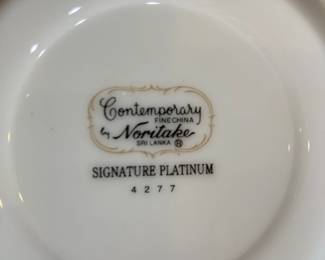 Contemporary
FINE CHINA
by Noritake
SRI LANKA ®
SIGNATURE PLATINUM
4277